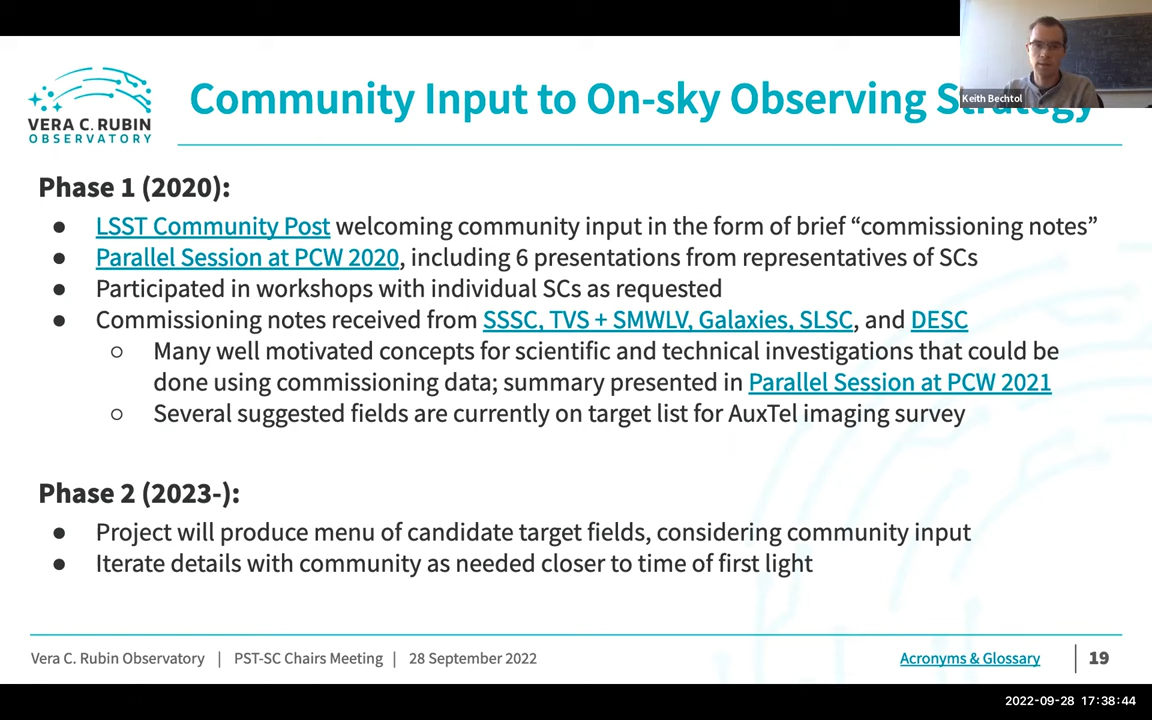 Keith Bechtol
VERA C. RUBIN
OBSERVATORY
Community Input to On-sky Observing Strategy
Phase 1 (2020):
● LSST Community Post welcoming community input in the form of brief “commissioning notes”
● Parallel Session at PCW 2020, including 6 presentations from representatives of SCs
● Participated in workshops with individual SCs as requested
● Commissioning notes received from SSSC, TVS + SMWLV, Galaxies, SLSC, and DESC
○ Many well motivated concepts for scientific and technical investigations that could be
done using commissioning data; summary presented in Parallel Session at PCW 2021
○ Several suggested fields are currently on target list for AuxTel imaging survey
Phase 2 (2023-):
● Project will produce menu of candidate target fields, considering community input
● Iterate details with community as needed closer to time of first light
Vera C. Rubin Observatory | PST-SC Chairs Meeting | 28 September 2022
Acronyms & Glossary | 19
2022-09-28 17:38:44